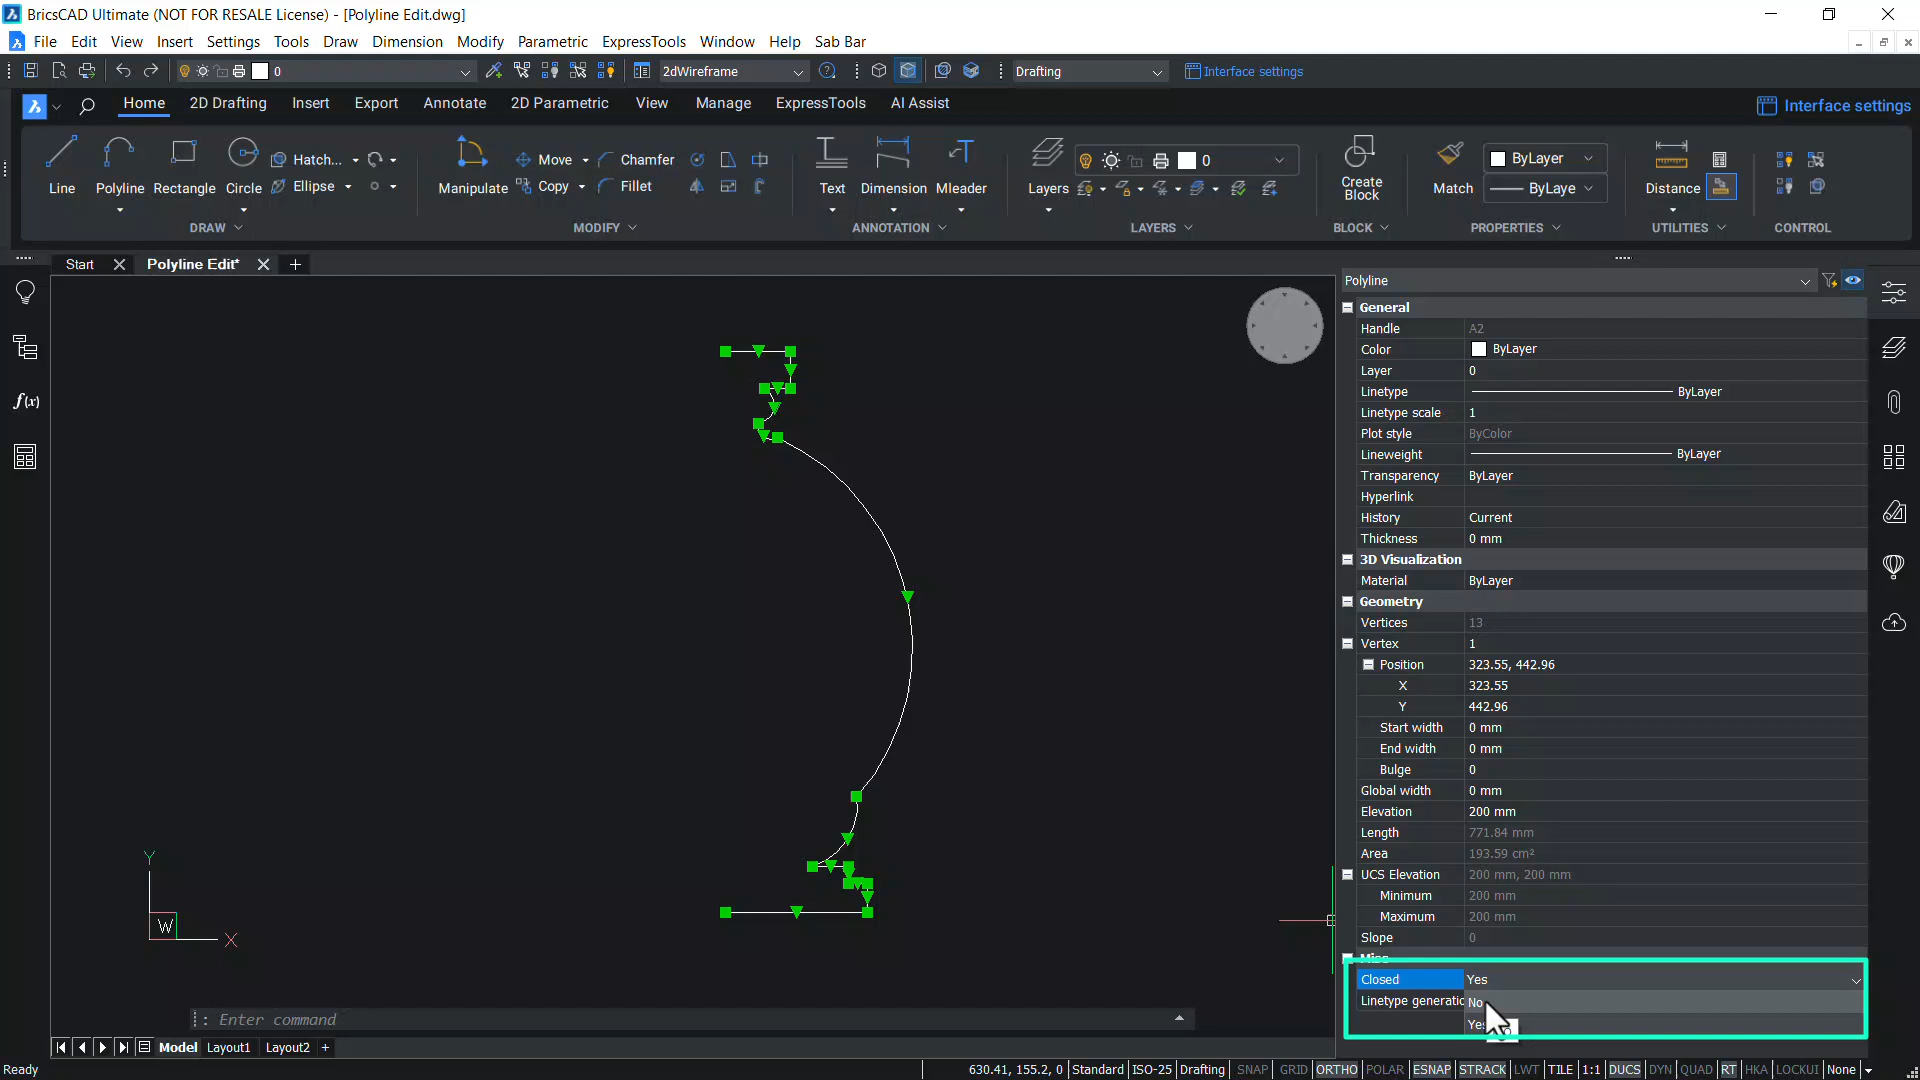 BricsCAD Ultimate (NOT FOR RESALE License) - [Polyline Edit.dwg]
File Edit View Insert Settings Tools Draw Dimension Modify Parametric ExpressTools Window Help Sab Bar
0 2dWireframe Drafting Interface settings
Home 2D Drafting Insert Export Annotate 2D Parametric View Manage ExpressTools AI Assist Interface settings
Hatch... Move Chamfer 0 ByLayer
Line Polyline Rectangle Circle Ellipse Manipulate Copy Fillet Text Dimension Mleader Layers Create Block Match ByLaye Distance
DRAW MODIFY ANNOTATION LAYERS BLOCK PROPERTIES UTILITIES CONTROL
Start Polyline Edit* +
Polyline
General
Handle A2
Color ByLayer
Layer 0
Linetype ByLayer
Linetype scale 1
Plot style ByColor
Lineweight ByLayer
Transparency ByLayer
Hyperlink
History Current
Thickness 0 mm
3D Visualization
Material ByLayer
Geometry
Vertices 13
Vertex 1
Position 323.55, 442.96
X 323.55
Y 442.96
Start width 0 mm
End width 0 mm
Bulge 0
Global width 0 mm
Elevation 200 mm
Length 771.84 mm
Area 193.59 cm²
UCS Elevation 200 mm, 200 mm
Minimum 200 mm
Maximum 200 mm
Slope 0
Misc
Closed Yes
Linetype generatio No
Yes
f(x)
Y
W X
: Enter command
Model Layout1 Layout2 +
Ready 630.41, 155.2, 0 Standard ISO-25 Drafting SNAP GRID ORTHO POLAR ESNAP STRACK LWT TILE 1:1 DUCS DYN QUAD RT HKA LOCKUI None